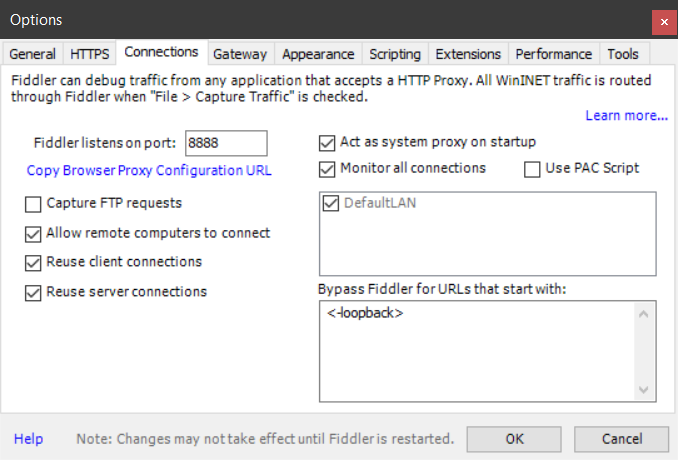 Options
General HTTPS Connections Gateway Appearance Scripting Extensions Performance Tools
Fiddler can debug traffic from any application that accepts a HTTP Proxy. All WinINET traffic is routed
through Fiddler when "File > Capture Traffic" is checked.
Learn more...
Fiddler listens on port: 8888
Copy Browser Proxy Configuration URL
Capture FTP requests
Allow remote computers to connect
Reuse client connections
Reuse server connections
Act as system proxy on startup
Monitor all connections Use PAC Script
DefaultLAN
Bypass Fiddler for URLs that start with:
<-loopback>
Help Note: Changes may not take effect until Fiddler is restarted. OK Cancel